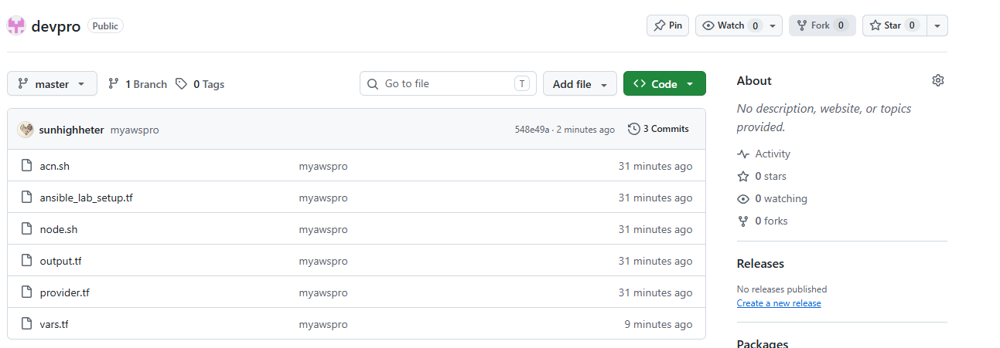 devpro Public Pin Watch 0 Fork 0 Star 0
master 1 Branch 0 Tags Go to file T Add file Code
sunhighheter myawspro 548e49a · 2 minutes ago 3 Commits
acn.sh myawspro 31 minutes ago
ansible_lab_setup.tf myawspro 31 minutes ago
node.sh myawspro 31 minutes ago
output.tf myawspro 31 minutes ago
provider.tf myawspro 31 minutes ago
vars.tf myawspro 9 minutes ago
About
No description, website, or topics
provided.
Activity
0 stars
0 watching
0 forks
Releases
No releases published
Create a new release
Packages